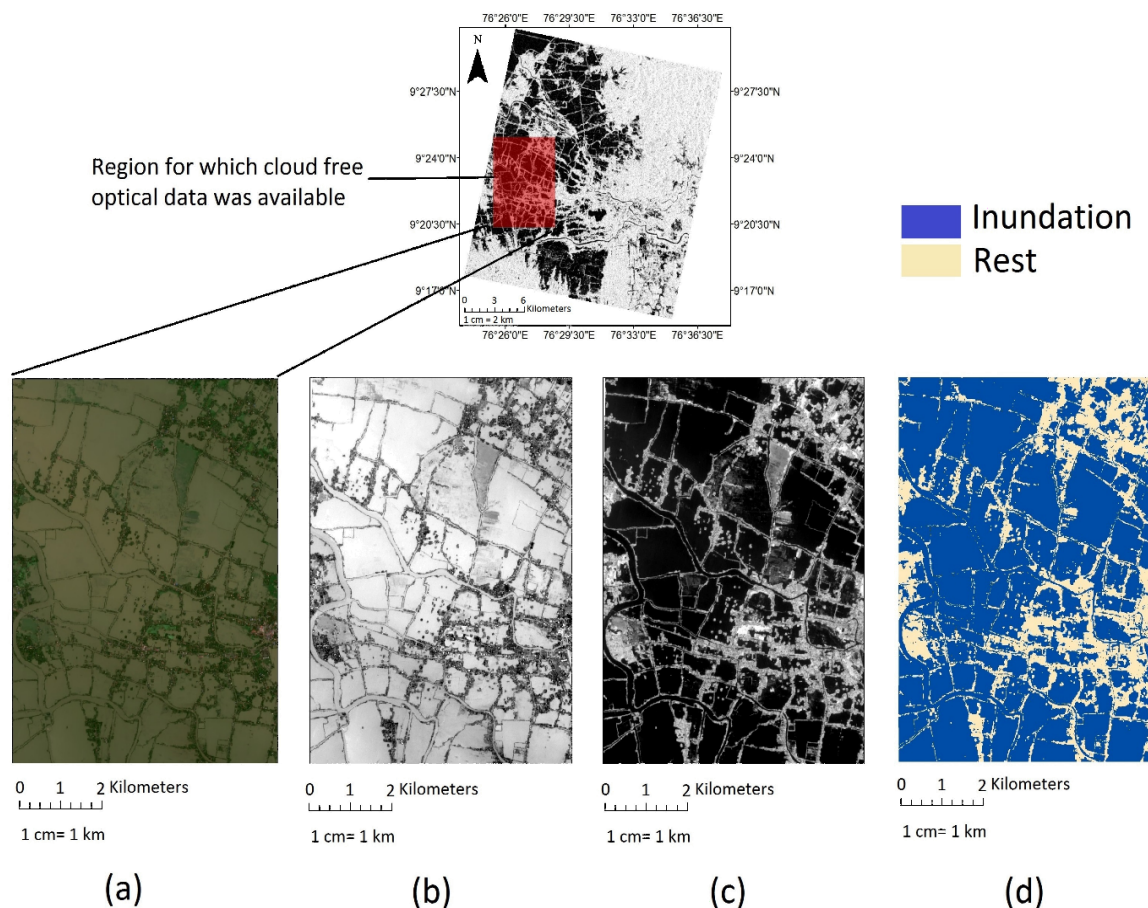 76°26'0"E 76°29'30"E 76°33'0"E 76°36'30"E
N
9°27'30"N 9°27'30"N
9°24'0"N 9°24'0"N
9°20'30"N 9°20'30"N
9°17'0"N 9°17'0"N
0 3 6
Kilometers
1 cm = 2 km
76°26'0"E 76°29'30"E 76°33'0"E 76°36'30"E
Region for which cloud free
optical data was available
Inundation
Rest
0 1 2 Kilometers
1 cm= 1 km
(a)
0 1 2 Kilometers
1 cm= 1 km
(b)
0 1 2 Kilometers
1 cm= 1 km
(c)
0 1 2 Kilometers
1 cm= 1 km
(d)